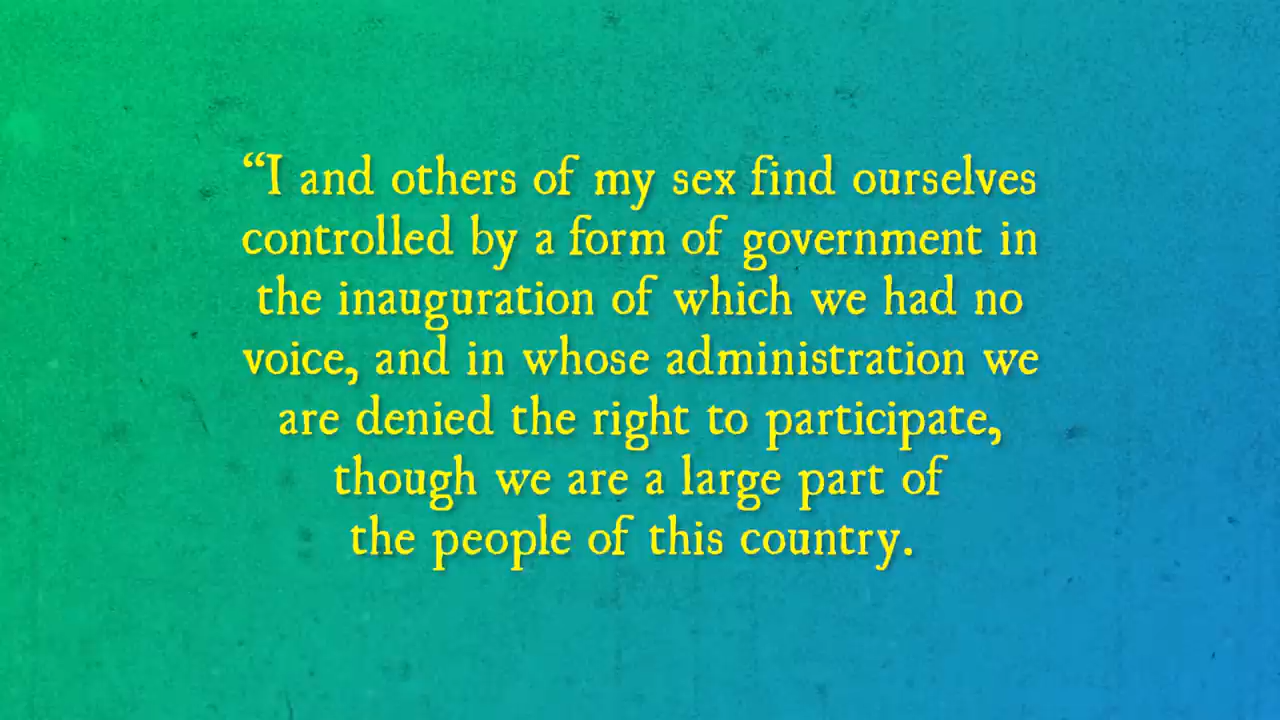 “I and others of my sex find ourselves
controlled by a form of government in
the inauguration of which we had no
voice, and in whose administration we
are denied the right to participate,
though we are a large part of
the people of this country.